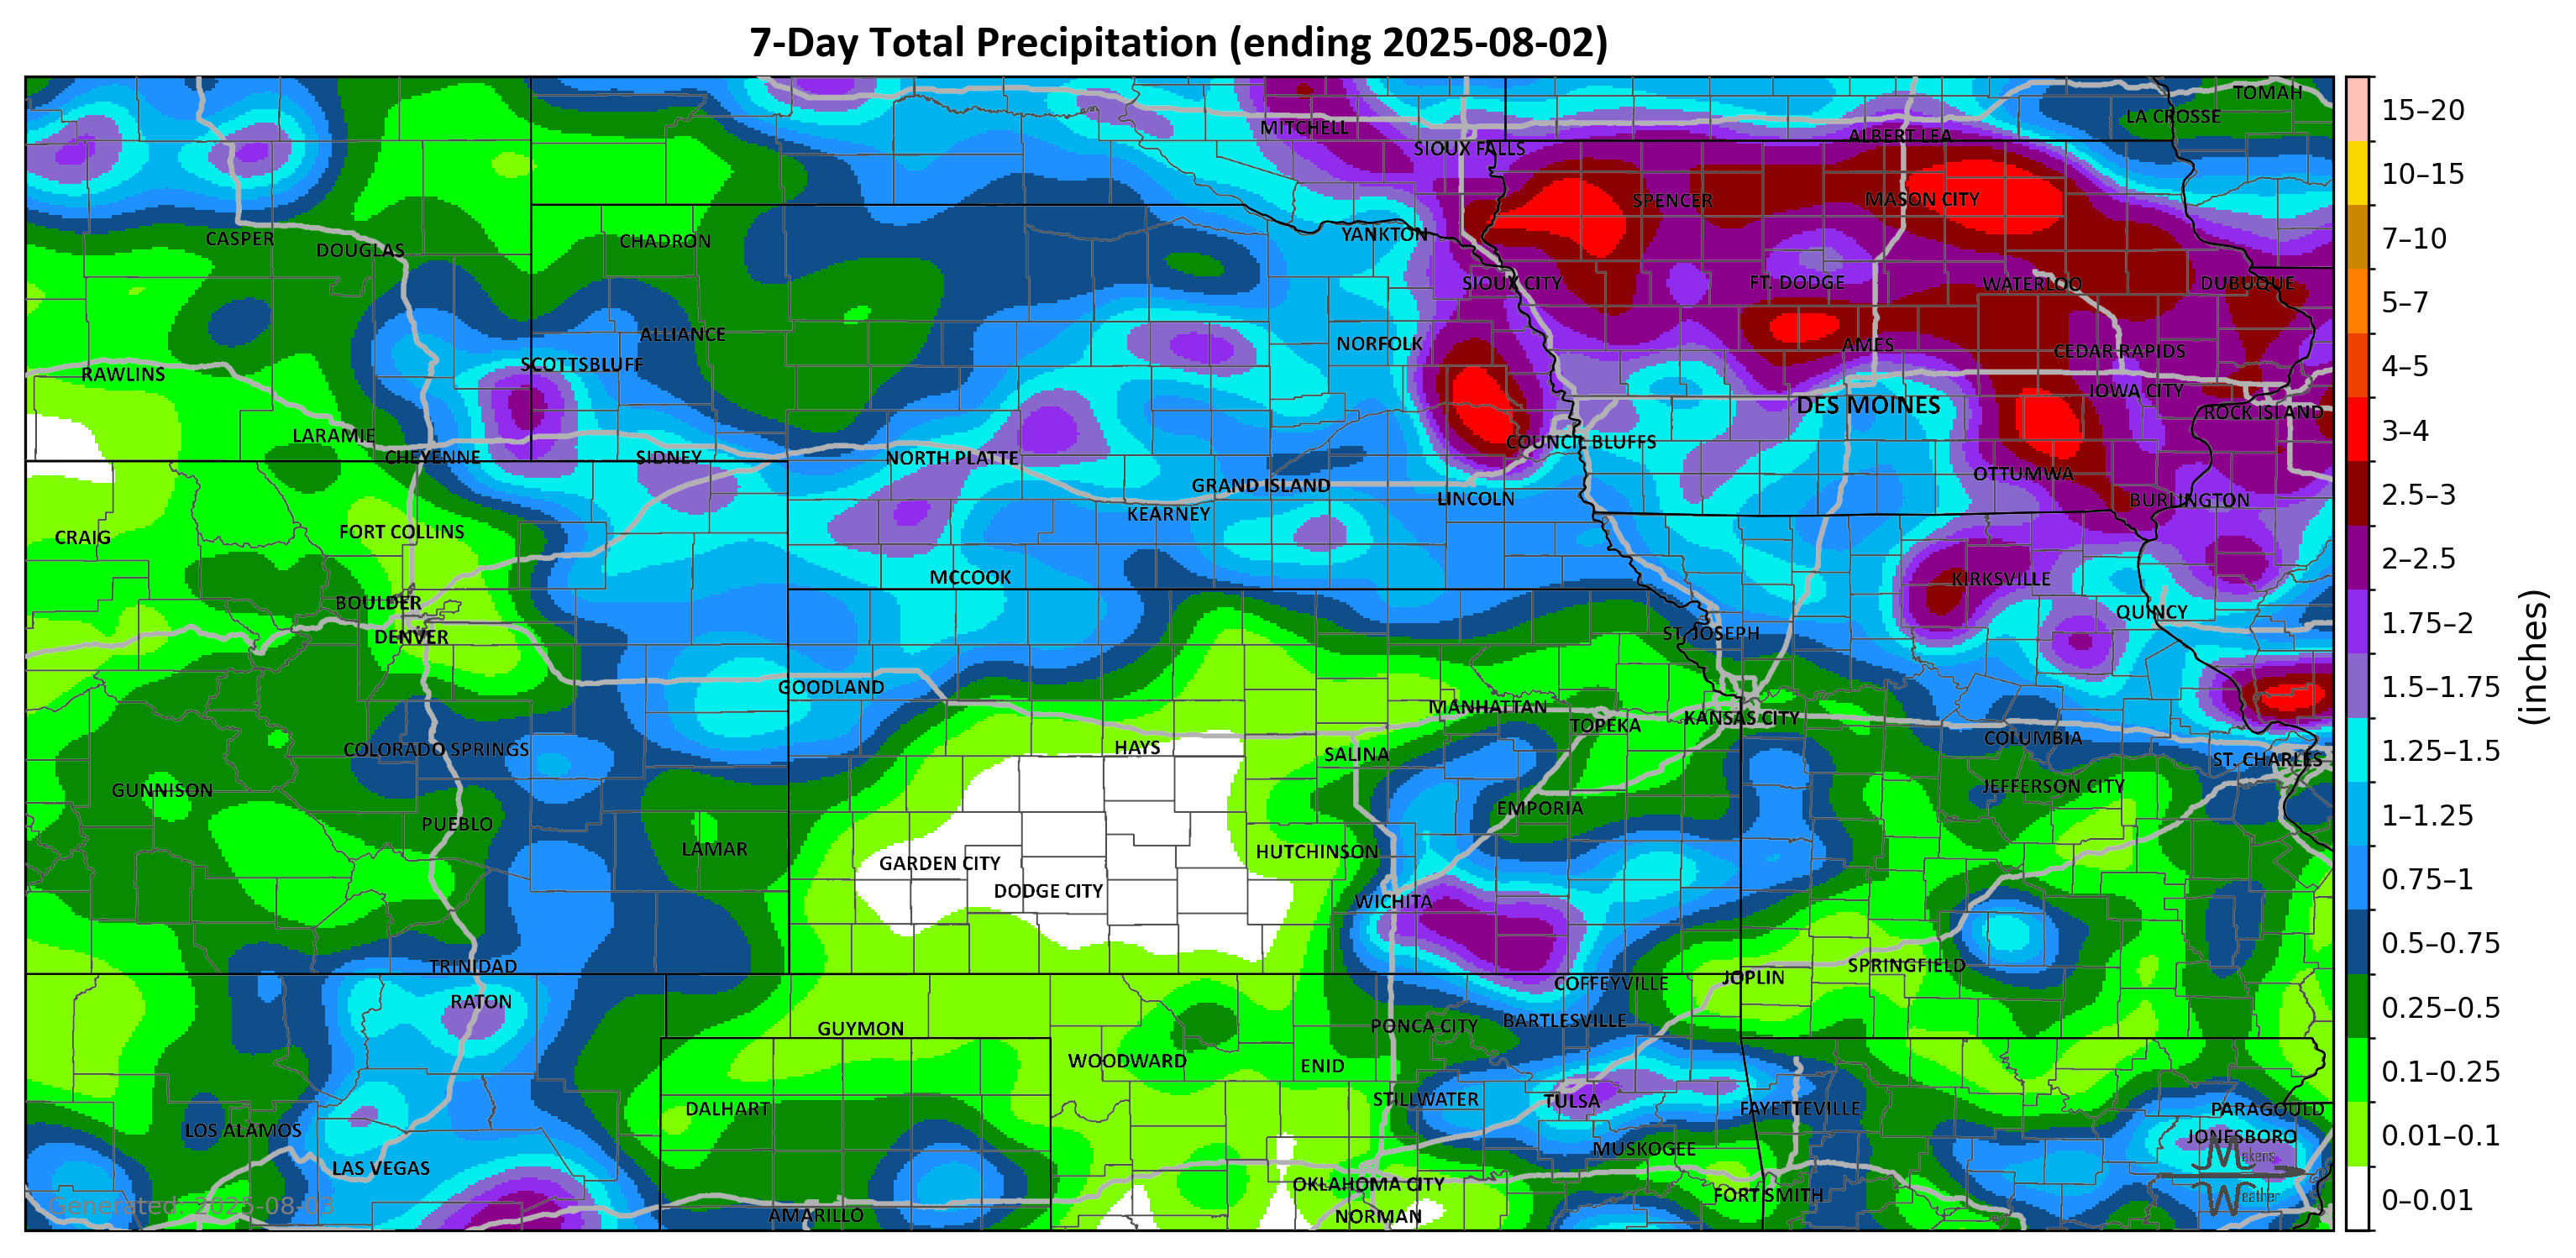 7-Day Total Precipitation (ending 2025-08-02)
TOMAH
LA CROSSE
MITCHELL
ALBERT LEA
SIOUX FALLS
SPENCER
MASON CITY
CASPER
DOUGLAS
CHADRON
YANKTON
SIOUX CITY
FT. DODGE
WATERLOO
DUBUQUE
ALLIANCE
NORFOLK
AMES
CEDAR RAPIDS
SCOTTSBLUFF
RAWLINS
IOWA CITY
DES MOINES
ROCK ISLAND
LARAMIE
COUNCIL BLUFFS
CHEYENNE
SIDNEY
NORTH PLATTE
OTTUMWA
GRAND ISLAND
LINCOLN
BURLINGTON
KEARNEY
CRAIG
FORT COLLINS
MCCOOK
KIRKSVILLE
BOULDER
QUINCY
DENVER
ST. JOSEPH
GOODLAND
MANHATTAN
TOPEKA
KANSAS CITY
COLUMBIA
COLORADO SPRINGS
HAYS
SALINA
ST. CHARLES
GUNNISON
JEFFERSON CITY
PUEBLO
EMPORIA
LAMAR
GARDEN CITY
HUTCHINSON
DODGE CITY
WICHITA
TRINIDAD
SPRINGFIELD
JOPLIN
COFFEYVILLE
RATON
GUYMON
PONCA CITY
BARTLESVILLE
WOODWARD
ENID
DALHART
STILLWATER
TULSA
FAYETTEVILLE
PARAGOULD
LOS ALAMOS
JONESBORO
MUSKOGEE
LAS VEGAS
OKLAHOMA CITY
FORT SMITH
AMARILLO
NORMAN
Generated: 2025-08-03
Makens
Weather
15–20
10–15
7–10
5–7
4–5
3–4
2.5–3
2–2.5
1.75–2
1.5–1.75
1.25–1.5
1–1.25
0.75–1
0.5–0.75
0.25–0.5
0.1–0.25
0.01–0.1
0–0.01
(inches)